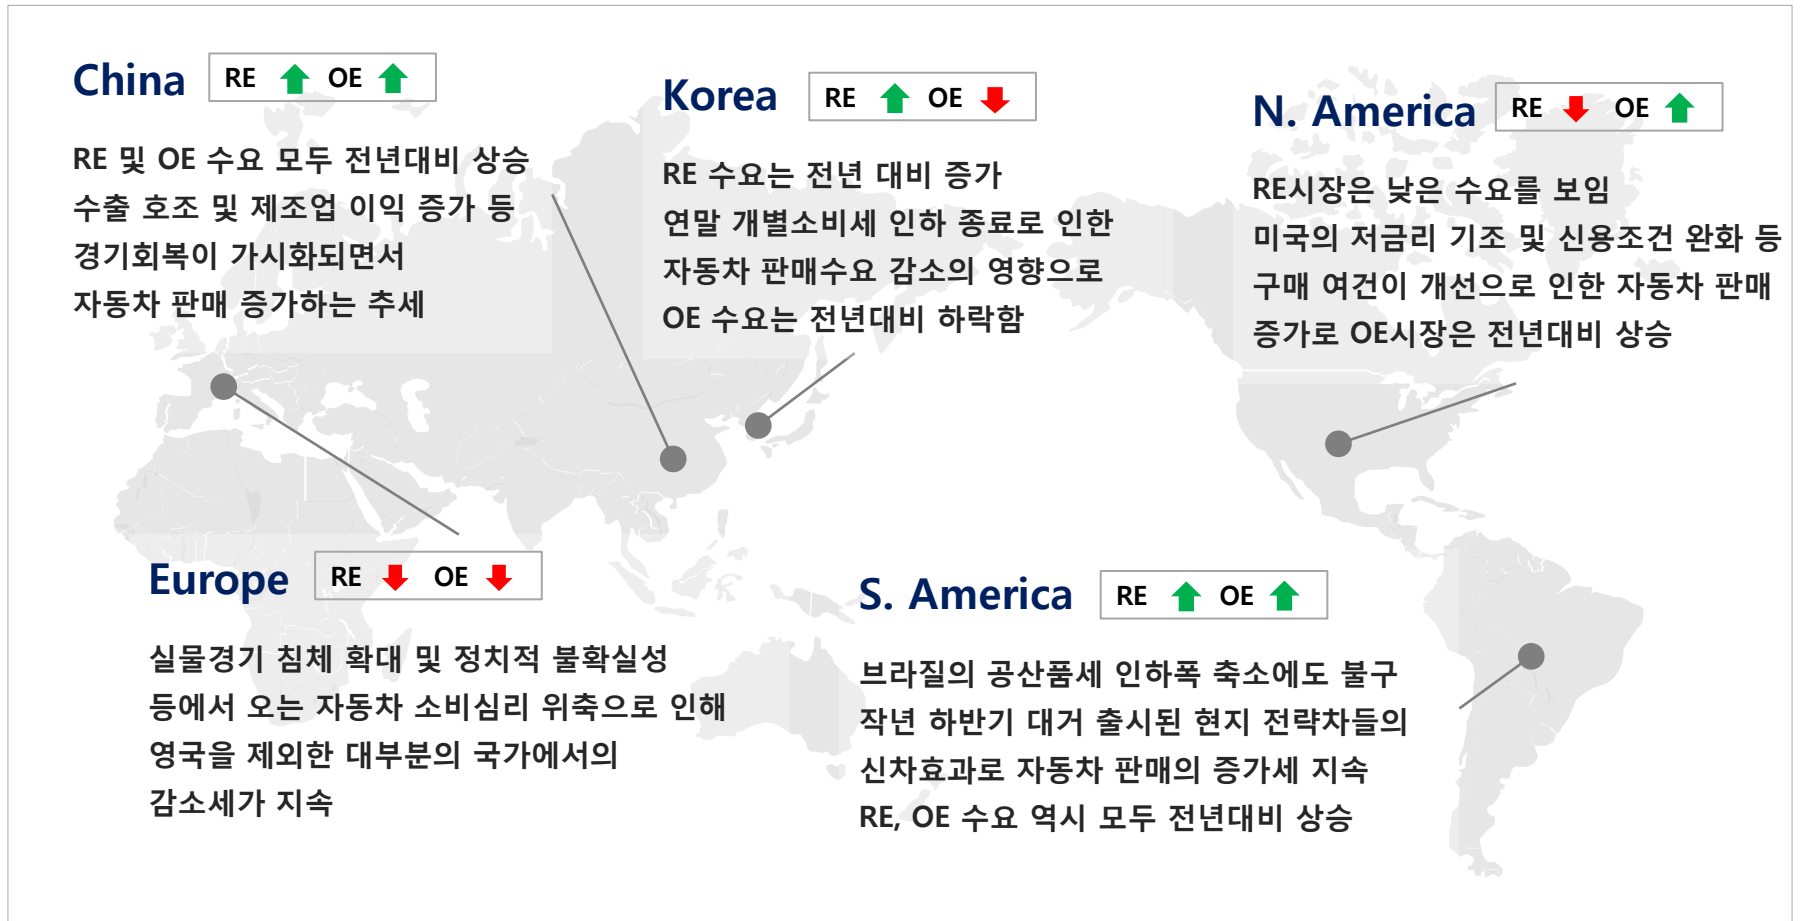 China RE OE
RE 및 OE 수요 모두 전년대비 상승
수출 호조 및 제조업 이익 증가 등
경기회복이 가시화되면서
자동차 판매 증가하는 추세
Korea RE OE
RE 수요는 전년 대비 증가
연말 개별소비세 인하 종료로 인한
자동차 판매수요 감소의 영향으로
OE 수요는 전년대비 하락함
N. America RE OE
RE시장은 낮은 수요를 보임
미국의 저금리 기조 및 신용조건 완화 등
구매 여건이 개선으로 인한 자동차 판매
증가로 OE시장은 전년대비 상승
Europe RE OE
실물경기 침체 확대 및 정치적 불확실성
등에서 오는 자동차 소비심리 위축으로 인해
영국을 제외한 대부분의 국가에서의
감소세가 지속
S. America RE OE
브라질의 공산품세 인하폭 축소에도 불구
작년 하반기 대거 출시된 현지 전략차들의
신차효과로 자동차 판매의 증가세 지속
RE, OE 수요 역시 모두 전년대비 상승